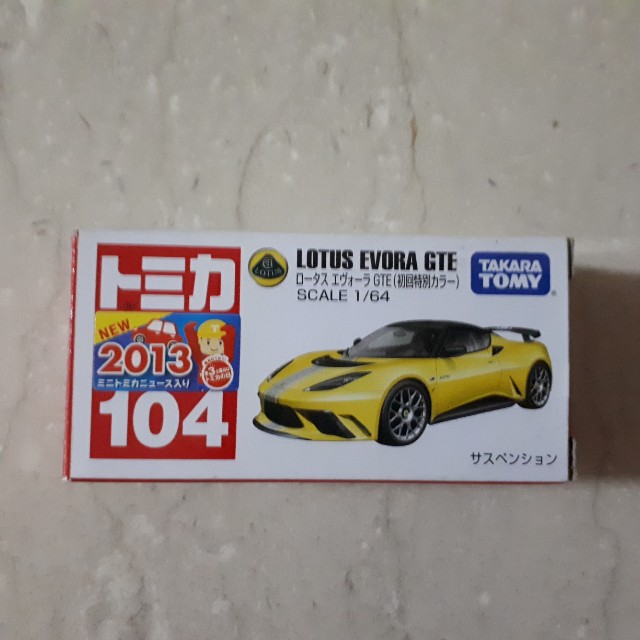 トミカ
NEW
2013
ミニトミカニュース入り
104
LOTUS
LOTUS EVORA GTE
ロータス エヴォーラ GTE (初回特別カラー)
SCALE 1/64
TAKARA
TOMY
サスペンション